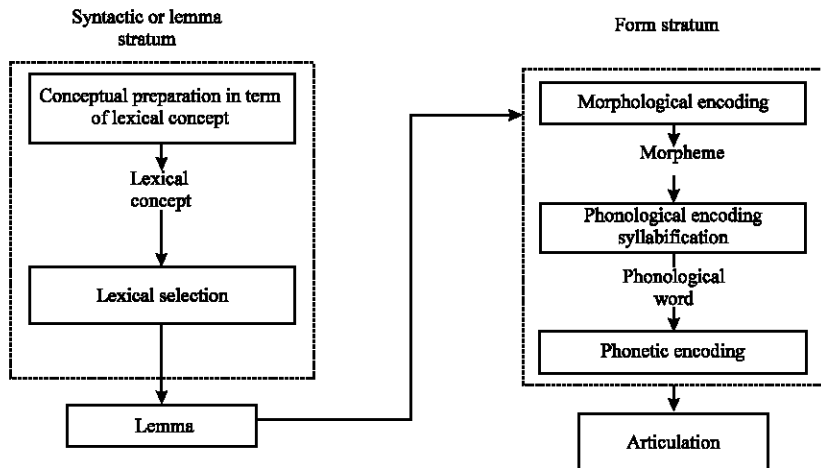 Syntactic or lemma
stratum
Conceptual preparation in term
of lexical concept
Lexical
concept
Lexical selection
Lemma
Form stratum
Morphological encoding
Morpheme
Phonological encoding
syllabification
Phonological
word
Phonetic encoding
Articulation